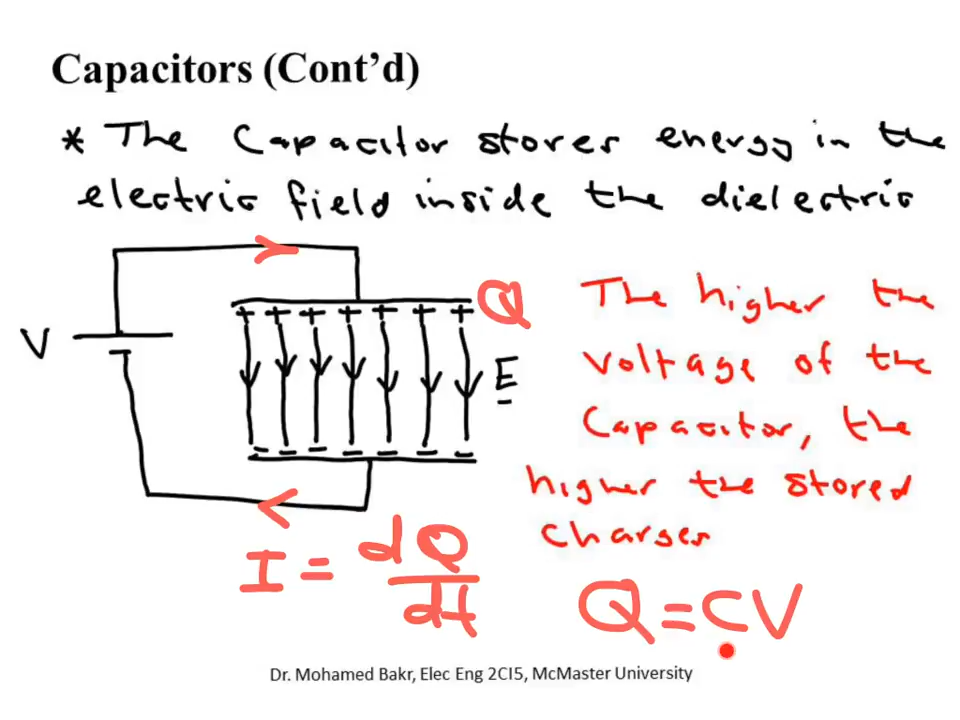 Capacitors (Cont'd)
* The Capacitor stores energy in the
electric field inside the dielectric
V
+ + + + + + +
Q
E
- - - - - - -
The higher the
voltage of the
Capacitor, the
higher the stored
charges
I = dQ/dt
Q = CV
Dr. Mohamed Bakr, Elec Eng 2CI5, McMaster University